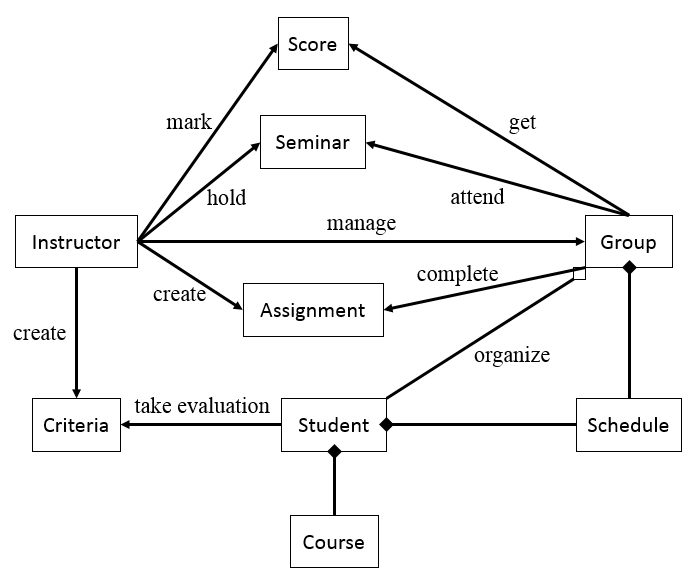 Score
mark
get
Seminar
hold
attend
manage
Instructor
Group
complete
create
Assignment
create
organize
take evaluation
Criteria
Student
Schedule
Course